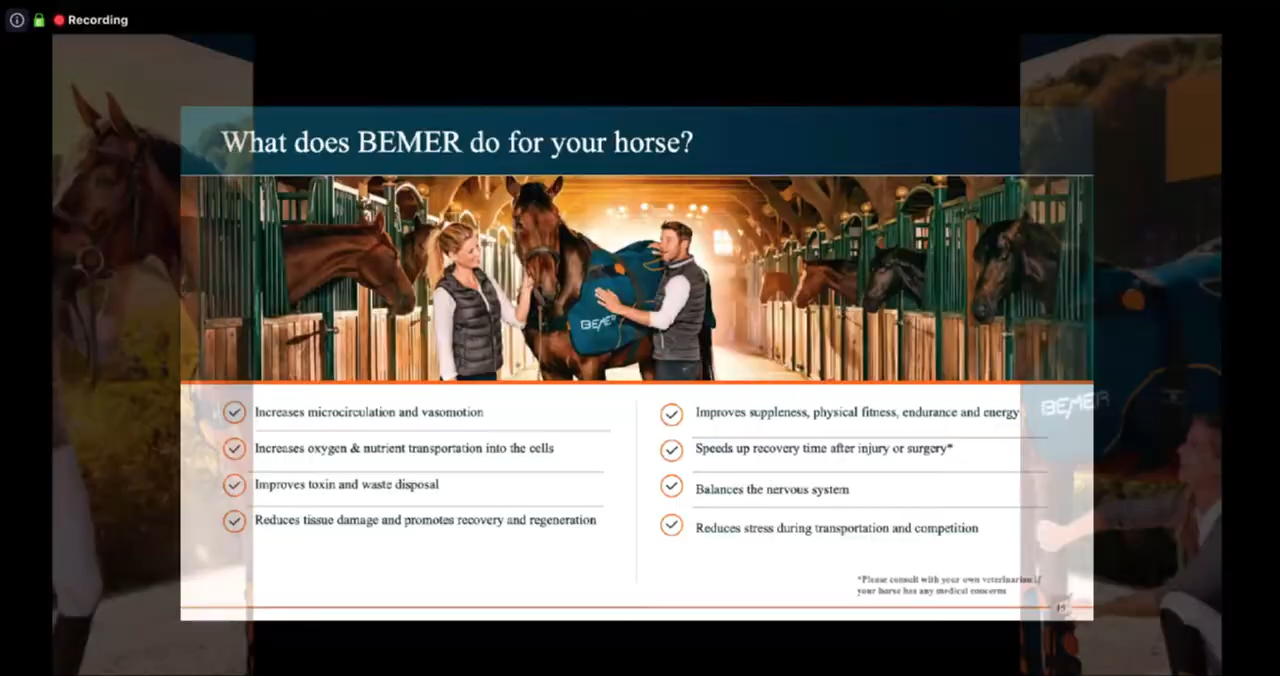 Recording
What does BEMER do for your horse?
BEMER
BEMER
Increases microcirculation and vasomotion
Increases oxygen & nutrient transportation into the cells
Improves toxin and waste disposal
Reduces tissue damage and promotes recovery and regeneration
Improves suppleness, physical fitness, endurance and energy
Speeds up recovery time after injury or surgery*
Balances the nervous system
Reduces stress during transportation and competition
*Please consult with your own veterinarian if
your horse has any medical concerns